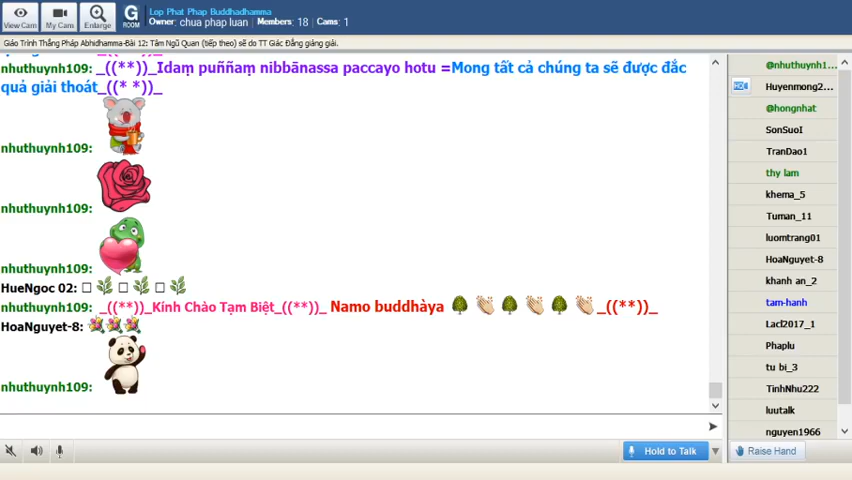 View Cam
My Cam
Enlarge
G
ROOM
Lop Phat Phap Buddhadhamma
Owner: chua phap luan Members: 18 Cams: 1
Giáo Trình Thắng Pháp Abhidhamma-Bài 12: Tâm Ngũ Quan (tiếp theo) sẽ do TT Giác Đẳng giảng giải.
nhuthuynh109: _((**))_Idaṃ puññaṃ nibbānassa paccayo hotu =Mong tất cả chúng ta sẽ được đắc
quả giải thoát_((* *))_
nhuthuynh109:
nhuthuynh109:
nhuthuynh109:
HueNgoc 02:
nhuthuynh109: _((**))_Kính Chào Tạm Biệt_((**))_ Namo buddhàya _((**))_
HoaNguyet-8:
nhuthuynh109:
@nhuthuynh1...
Huyenmong2...
@hongnhat
SonSuoI
TranDao1
thy lam
khema_5
Tuman_11
luomtrang01
HoaNguyet-8
khanh an_2
tam-hanh
Lacl2017_1
Phaplu
tu bi_3
TinhNhu222
luutalk
nguyen1966
Hold to Talk
Raise Hand